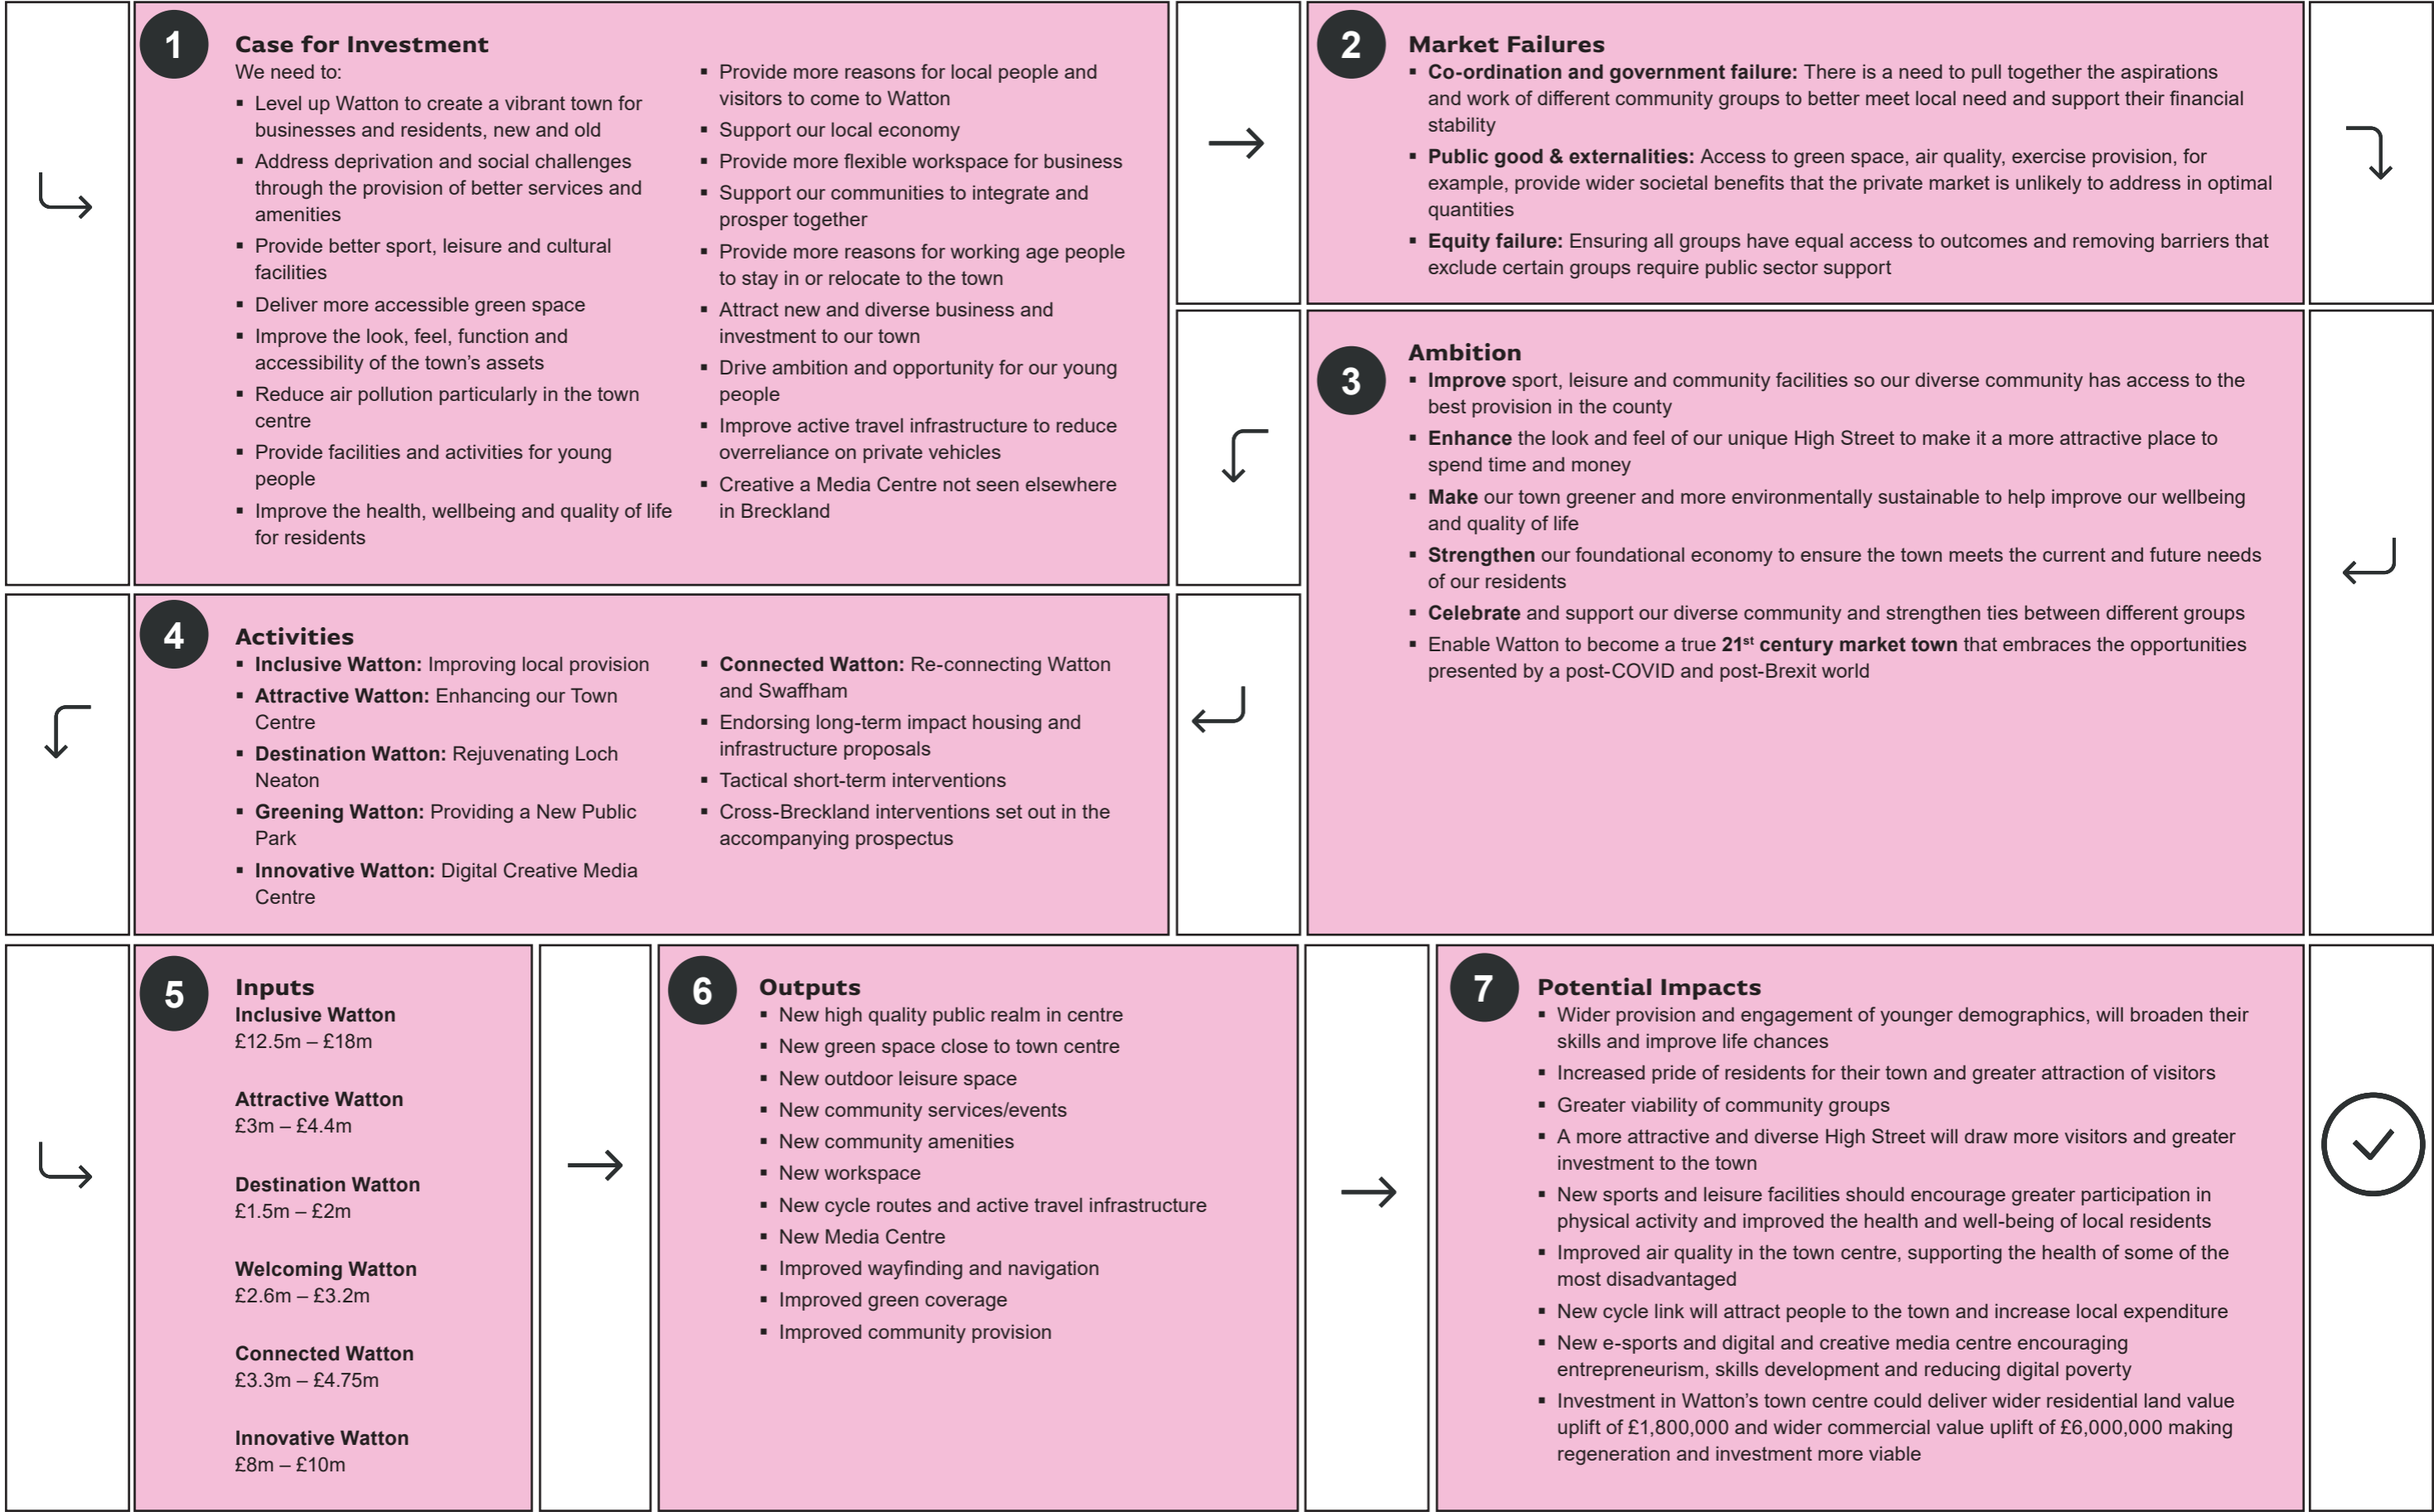 1
Case for Investment
We need to:
▪ Level up Watton to create a vibrant town for
businesses and residents, new and old
▪ Address deprivation and social challenges
through the provision of better services and
amenities
▪ Provide better sport, leisure and cultural
facilities
▪ Deliver more accessible green space
▪ Improve the look, feel, function and
accessibility of the town’s assets
▪ Reduce air pollution particularly in the town
centre
▪ Provide facilities and activities for young
people
▪ Improve the health, wellbeing and quality of life
for residents
▪ Provide more reasons for local people and
visitors to come to Watton
▪ Support our local economy
▪ Provide more flexible workspace for business
▪ Support our communities to integrate and
prosper together
▪ Provide more reasons for working age people
to stay in or relocate to the town
▪ Attract new and diverse business and
investment to our town
▪ Drive ambition and opportunity for our young
people
▪ Improve active travel infrastructure to reduce
overreliance on private vehicles
▪ Creative a Media Centre not seen elsewhere
in Breckland
2
Market Failures
▪ Co-ordination and government failure: There is a need to pull together the aspirations
and work of different community groups to better meet local need and support their financial
stability
▪ Public good & externalities: Access to green space, air quality, exercise provision, for
example, provide wider societal benefits that the private market is unlikely to address in optimal
quantities
▪ Equity failure: Ensuring all groups have equal access to outcomes and removing barriers that
exclude certain groups require public sector support
3
Ambition
▪ Improve sport, leisure and community facilities so our diverse community has access to the
best provision in the county
▪ Enhance the look and feel of our unique High Street to make it a more attractive place to
spend time and money
▪ Make our town greener and more environmentally sustainable to help improve our wellbeing
and quality of life
▪ Strengthen our foundational economy to ensure the town meets the current and future needs
of our residents
▪ Celebrate and support our diverse community and strengthen ties between different groups
▪ Enable Watton to become a true 21st century market town that embraces the opportunities
presented by a post-COVID and post-Brexit world
4
Activities
▪ Inclusive Watton: Improving local provision
▪ Attractive Watton: Enhancing our Town
Centre
▪ Destination Watton: Rejuvenating Loch
Neaton
▪ Greening Watton: Providing a New Public
Park
▪ Innovative Watton: Digital Creative Media
Centre
▪ Connected Watton: Re-connecting Watton
and Swaffham
▪ Endorsing long-term impact housing and
infrastructure proposals
▪ Tactical short-term interventions
▪ Cross-Breckland interventions set out in the
accompanying prospectus
5
Inputs
Inclusive Watton
£12.5m – £18m
Attractive Watton
£3m – £4.4m
Destination Watton
£1.5m – £2m
Welcoming Watton
£2.6m – £3.2m
Connected Watton
£3.3m – £4.75m
Innovative Watton
£8m – £10m
6
Outputs
▪ New high quality public realm in centre
▪ New green space close to town centre
▪ New outdoor leisure space
▪ New community services/events
▪ New community amenities
▪ New workspace
▪ New cycle routes and active travel infrastructure
▪ New Media Centre
▪ Improved wayfinding and navigation
▪ Improved green coverage
▪ Improved community provision
7
Potential Impacts
▪ Wider provision and engagement of younger demographics, will broaden their
skills and improve life chances
▪ Increased pride of residents for their town and greater attraction of visitors
▪ Greater viability of community groups
▪ A more attractive and diverse High Street will draw more visitors and greater
investment to the town
▪ New sports and leisure facilities should encourage greater participation in
physical activity and improved the health and well-being of local residents
▪ Improved air quality in the town centre, supporting the health of some of the
most disadvantaged
▪ New cycle link will attract people to the town and increase local expenditure
▪ New e-sports and digital and creative media centre encouraging
entrepreneurism, skills development and reducing digital poverty
▪ Investment in Watton’s town centre could deliver wider residential land value
uplift of £1,800,000 and wider commercial value uplift of £6,000,000 making
regeneration and investment more viable